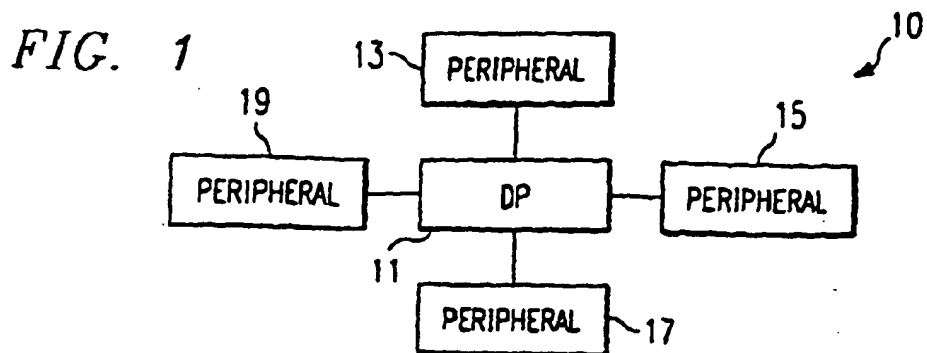 FIG. 1
10
13
PERIPHERAL
19
PERIPHERAL
DP
11
15
PERIPHERAL
PERIPHERAL
17